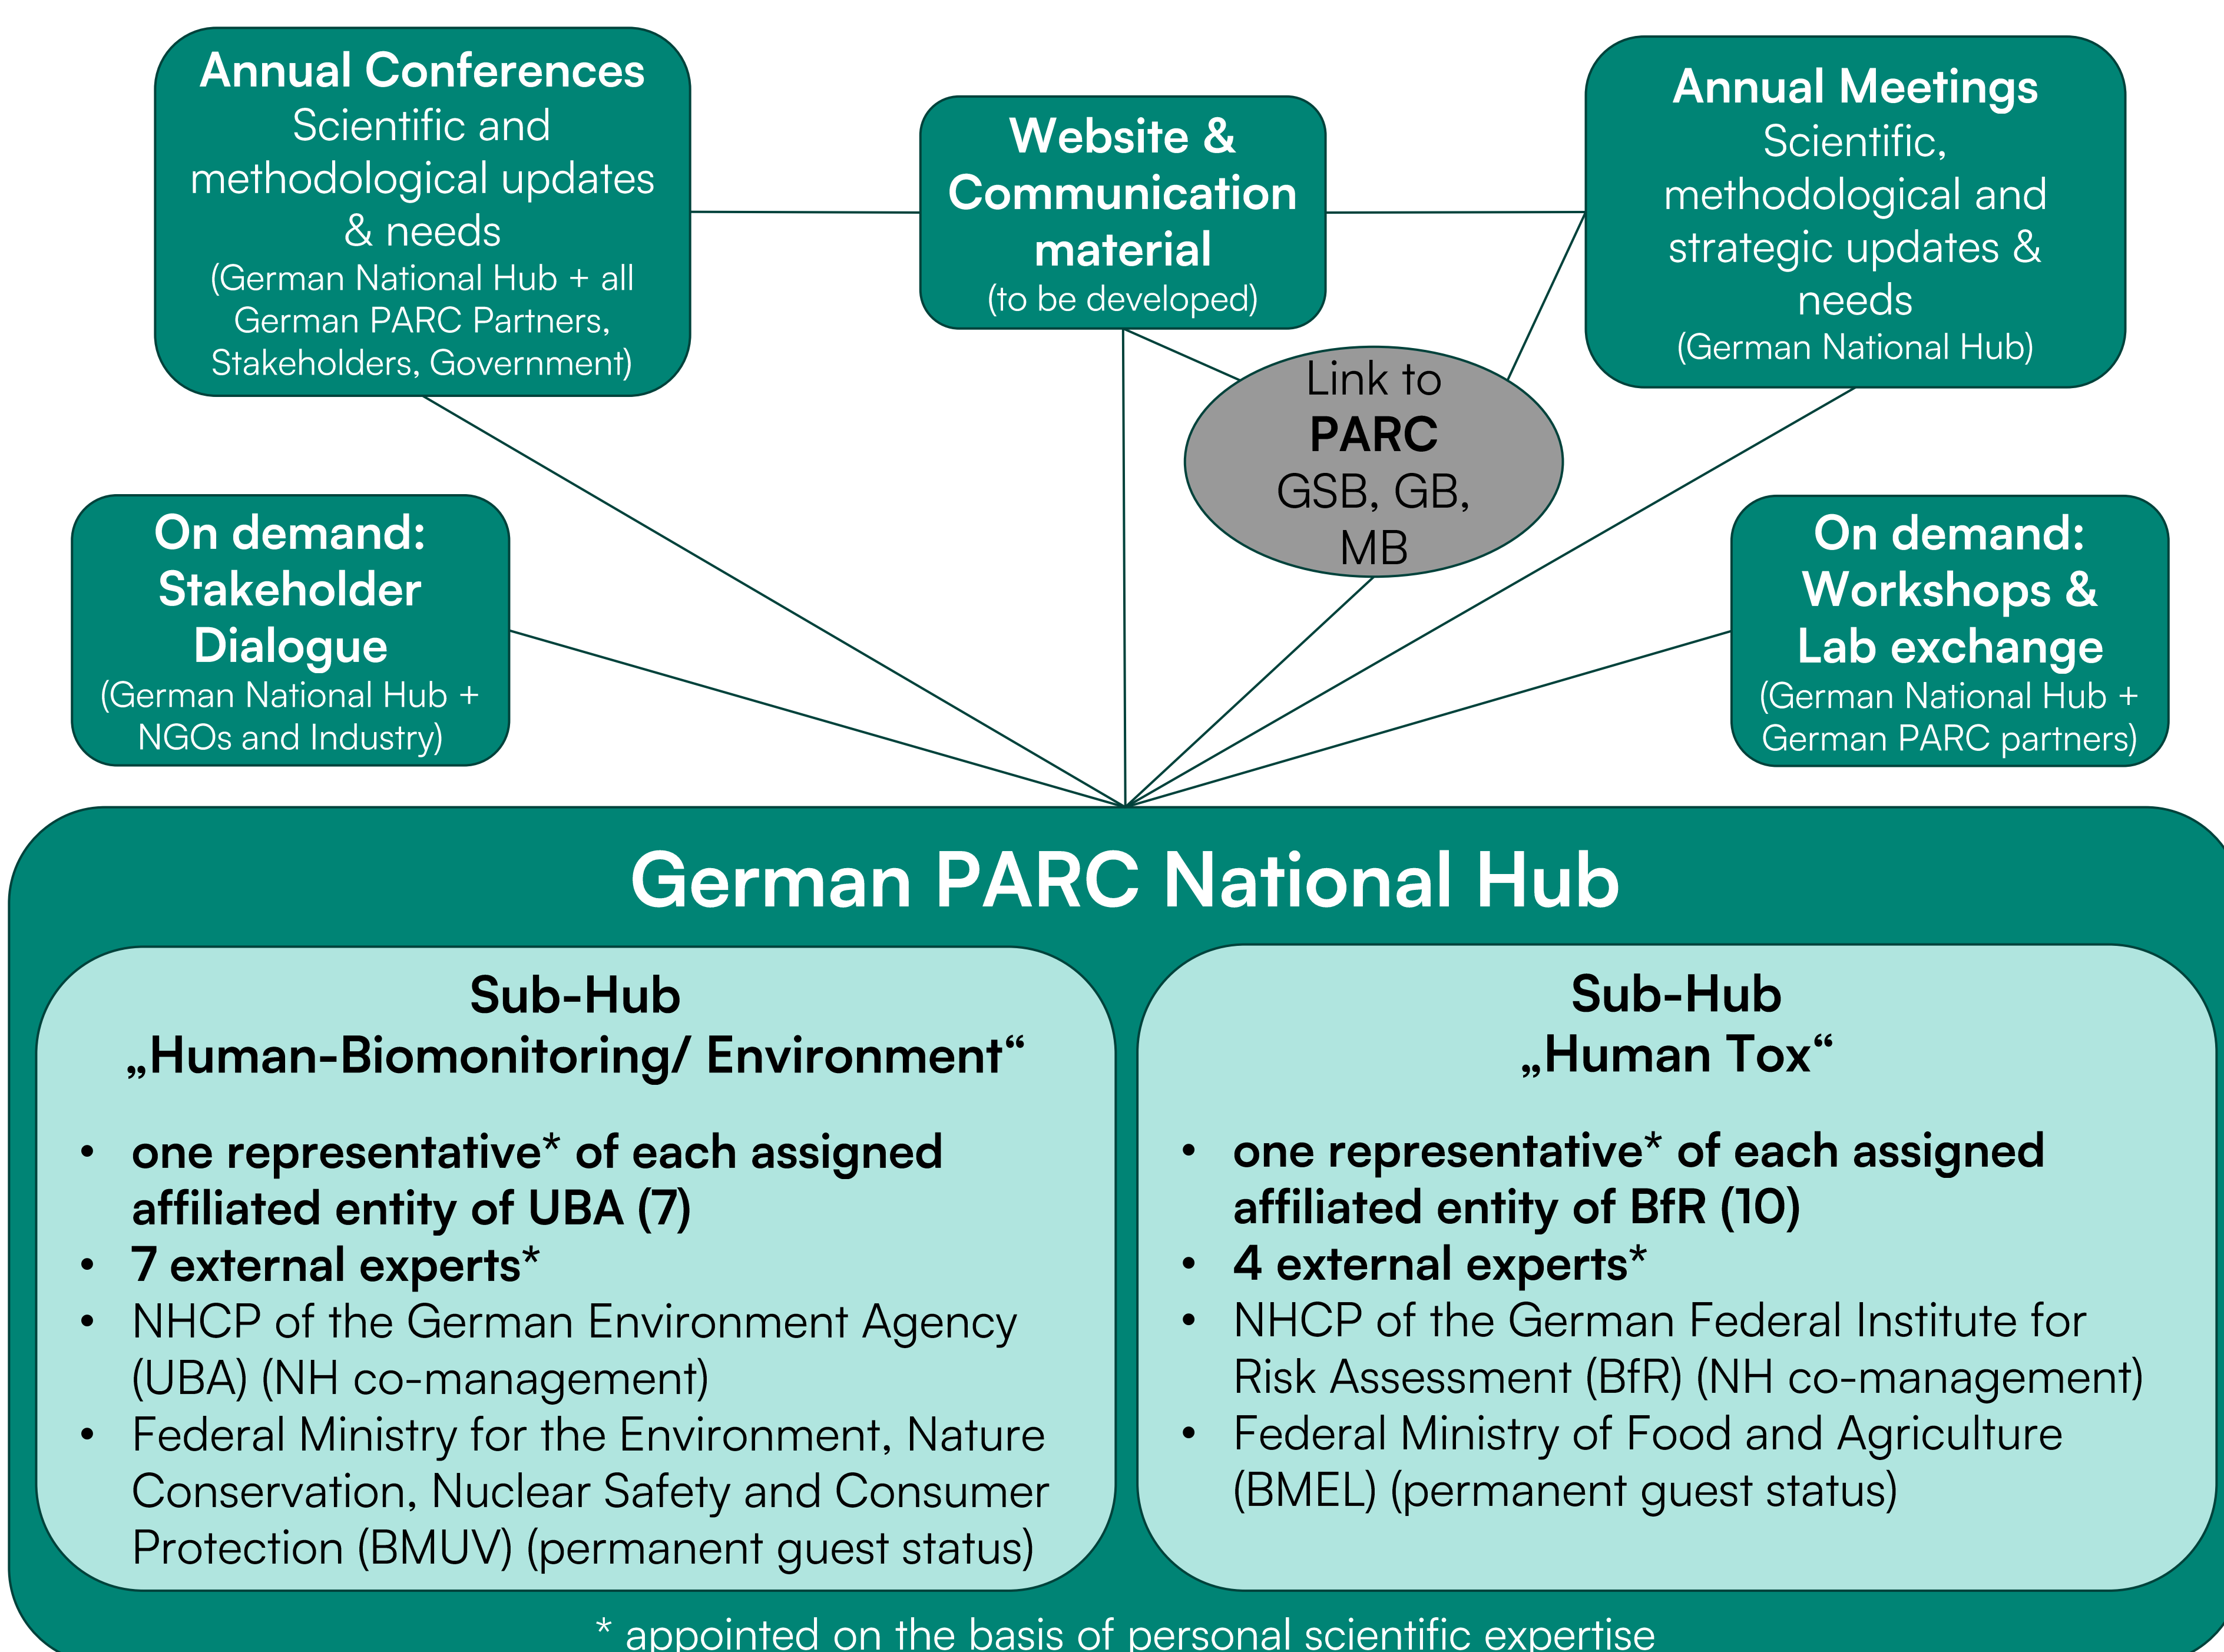 Annual Conferences
Scientific and
methodological updates
& needs
(German National Hub + all
German PARC Partners,
Stakeholders, Government)
Website &
Communication
material
(to be developed)
Annual Meetings
Scientific,
methodological and
strategic updates &
needs
(German National Hub)
Link to
PARC
GSB, GB,
MB
On demand:
Stakeholder
Dialogue
(German National Hub +
NGOs and Industry)
On demand:
Workshops &
Lab exchange
(German National Hub +
German PARC partners)
German PARC National Hub
Sub-Hub
„Human-Biomonitoring/ Environment“
• one representative* of each assigned
affiliated entity of UBA (7)
• 7 external experts*
• NHCP of the German Environment Agency
(UBA) (NH co-management)
• Federal Ministry for the Environment, Nature
Conservation, Nuclear Safety and Consumer
Protection (BMUV) (permanent guest status)
Sub-Hub
„Human Tox“
• one representative* of each assigned
affiliated entity of BfR (10)
• 4 external experts*
• NHCP of the German Federal Institute for
Risk Assessment (BfR) (NH co-management)
• Federal Ministry of Food and Agriculture
(BMEL) (permanent guest status)
* appointed on the basis of personal scientific expertise